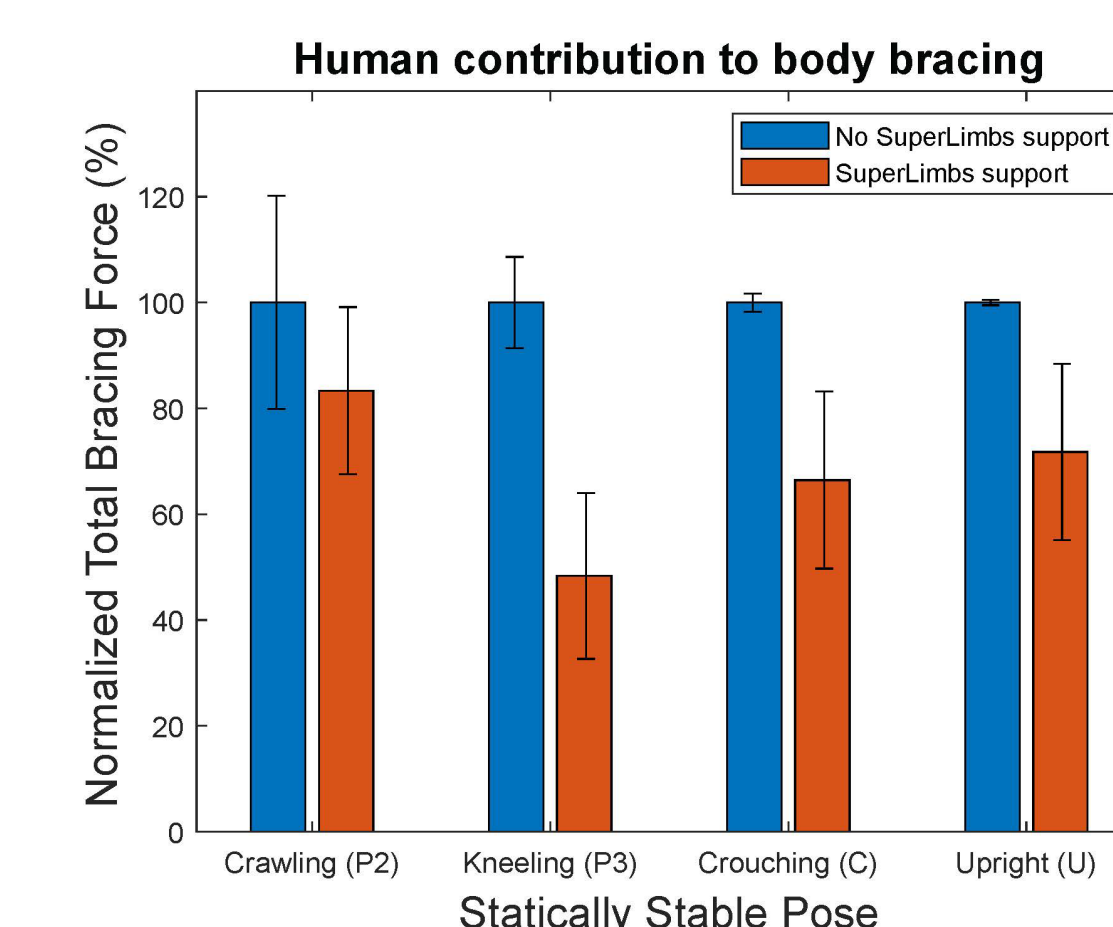 Human contribution to body bracing
No SuperLimbs support
SuperLimbs support
Normalized Total Bracing Force (%)
120
100
80
60
40
20
0
Crawling (P2) Kneeling (P3) Crouching (C) Upright (U)
Statically Stable Pose